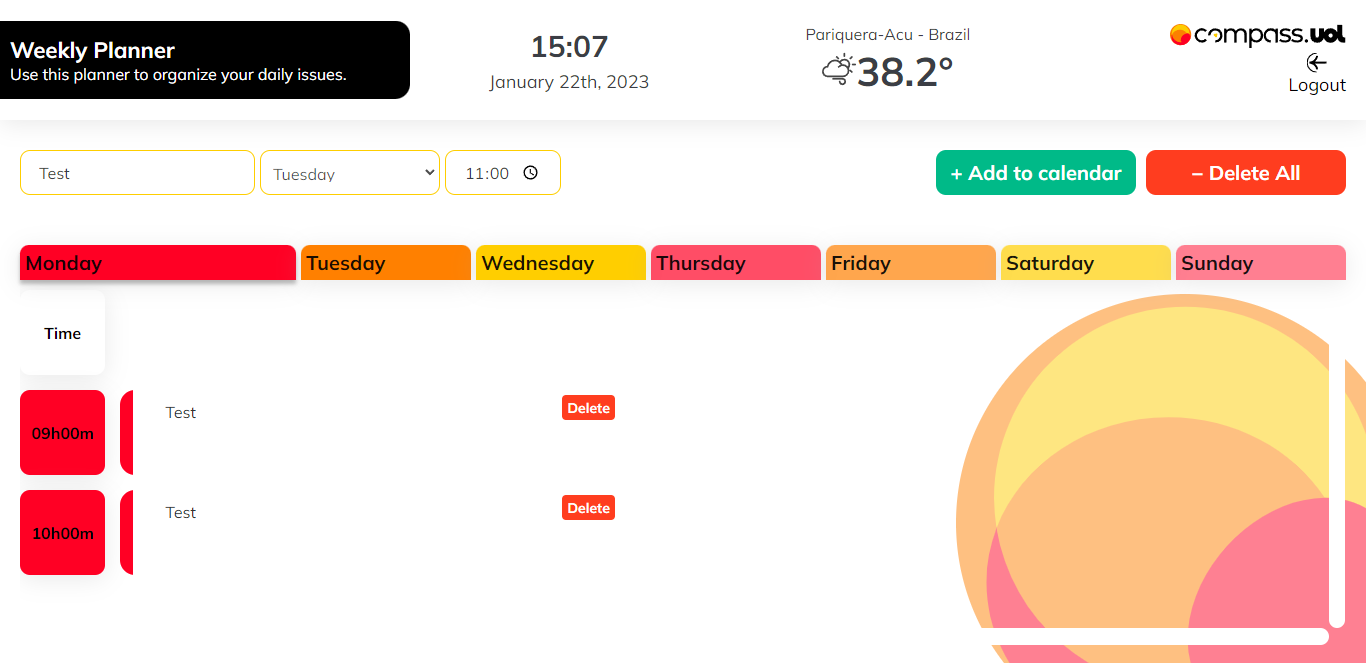 Weekly Planner
Use this planner to organize your daily issues.
15:07
January 22th, 2023
Pariquera-Acu - Brazil
38.2°
compass.uol
Logout
Test
Tuesday
11:00
+ Add to calendar
– Delete All
Monday
Tuesday
Wednesday
Thursday
Friday
Saturday
Sunday
Time
09h00m
Test
Delete
10h00m
Test
Delete